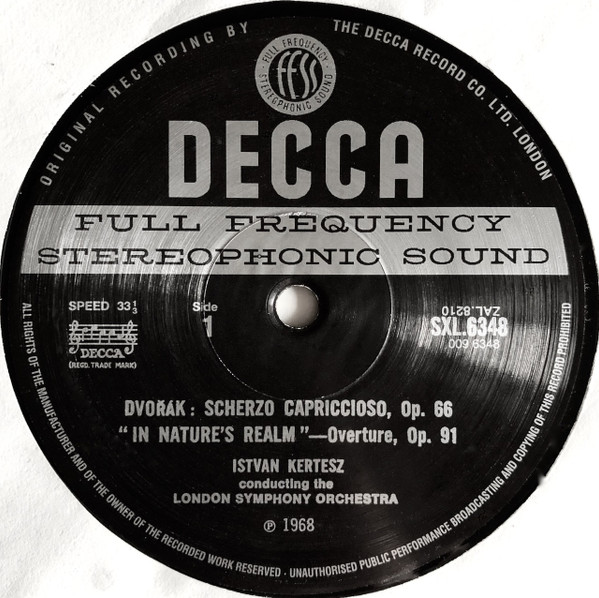 ORIGINAL RECORDING BY THE DECCA RECORD CO. LTD. LONDON
FULL FREQUENCY · STEREOPHONIC SOUND ·
FFSS
DECCA
FULL FREQUENCY
STEREOPHONIC SOUND
SPEED 33⅓
DECCA
(REGD. TRADE MARK)
Side
1
ZAL.8210
SXL.6348
009 6348
DVOŘÁK : SCHERZO CAPRICCIOSO, Op. 66
“ IN NATURE'S REALM ”—Overture, Op. 91
ISTVAN KERTESZ
conducting the
LONDON SYMPHONY ORCHESTRA
℗ 1968
ALL RIGHTS OF THE MANUFACTURER AND OF THE OWNER OF THE RECORDED WORK RESERVED · UNAUTHORISED PUBLIC PERFORMANCE BROADCASTING AND COPYING OF THIS RECORD PROHIBITED